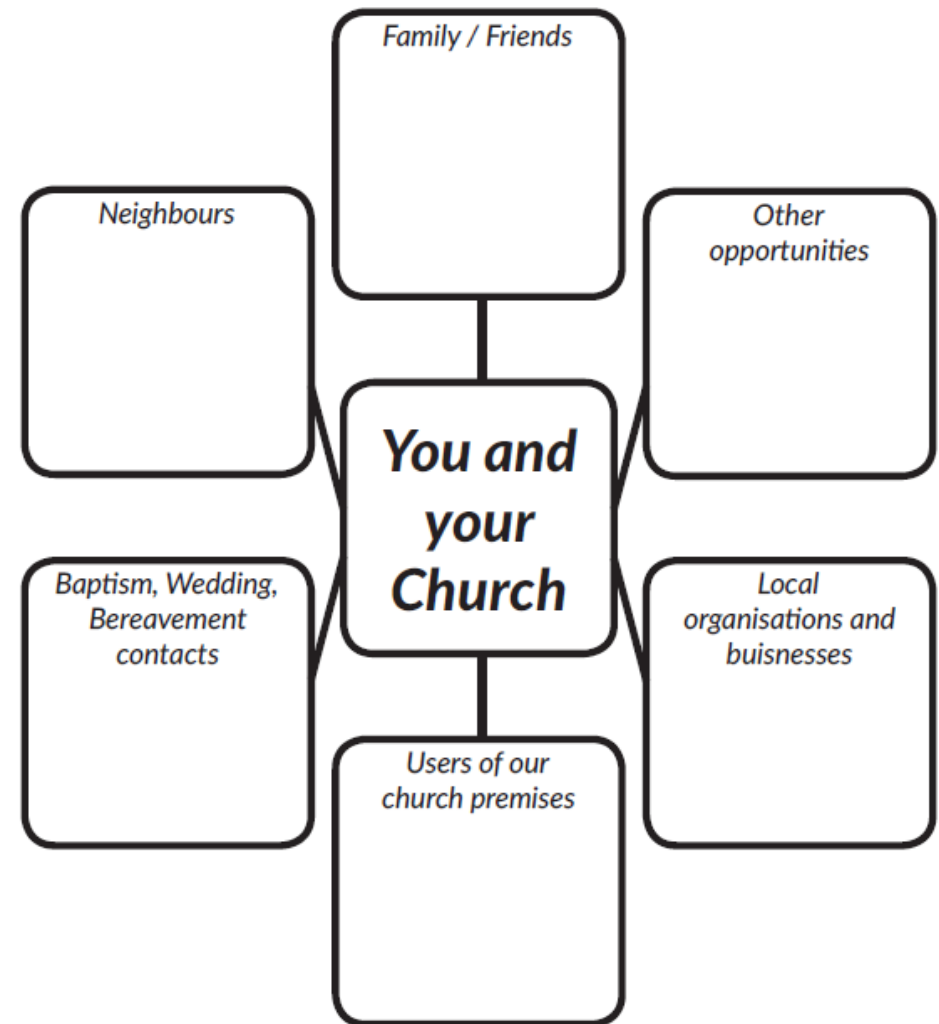 Family / Friends
Neighbours
Other
opportunities
You and
your
Church
Baptism, Wedding,
Bereavement
contacts
Local
organisations and
buisnesses
Users of our
church premises